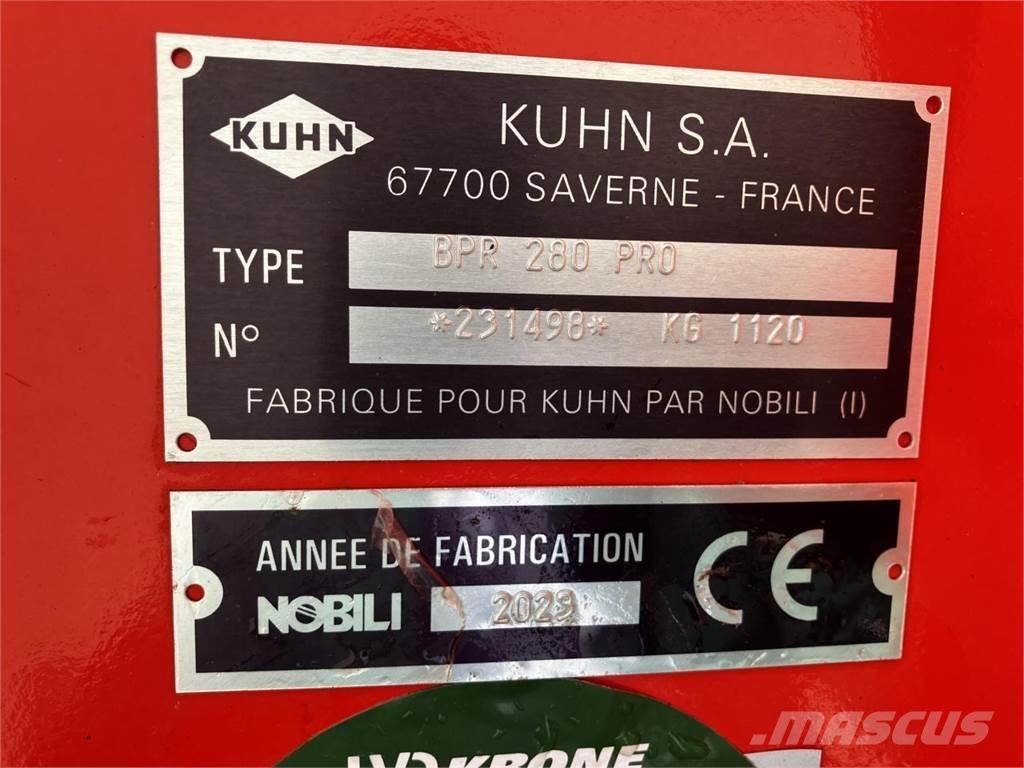 KUHN
KUHN S.A.
67700 SAVERNE - FRANCE
TYPE BPR 280 PRO
N° *231498* KG 1120
FABRIQUE POUR KUHN PAR NOBILI (I)
ANNEE DE FABRICATION
NOBILI 2023
CE
KRONE
mascus